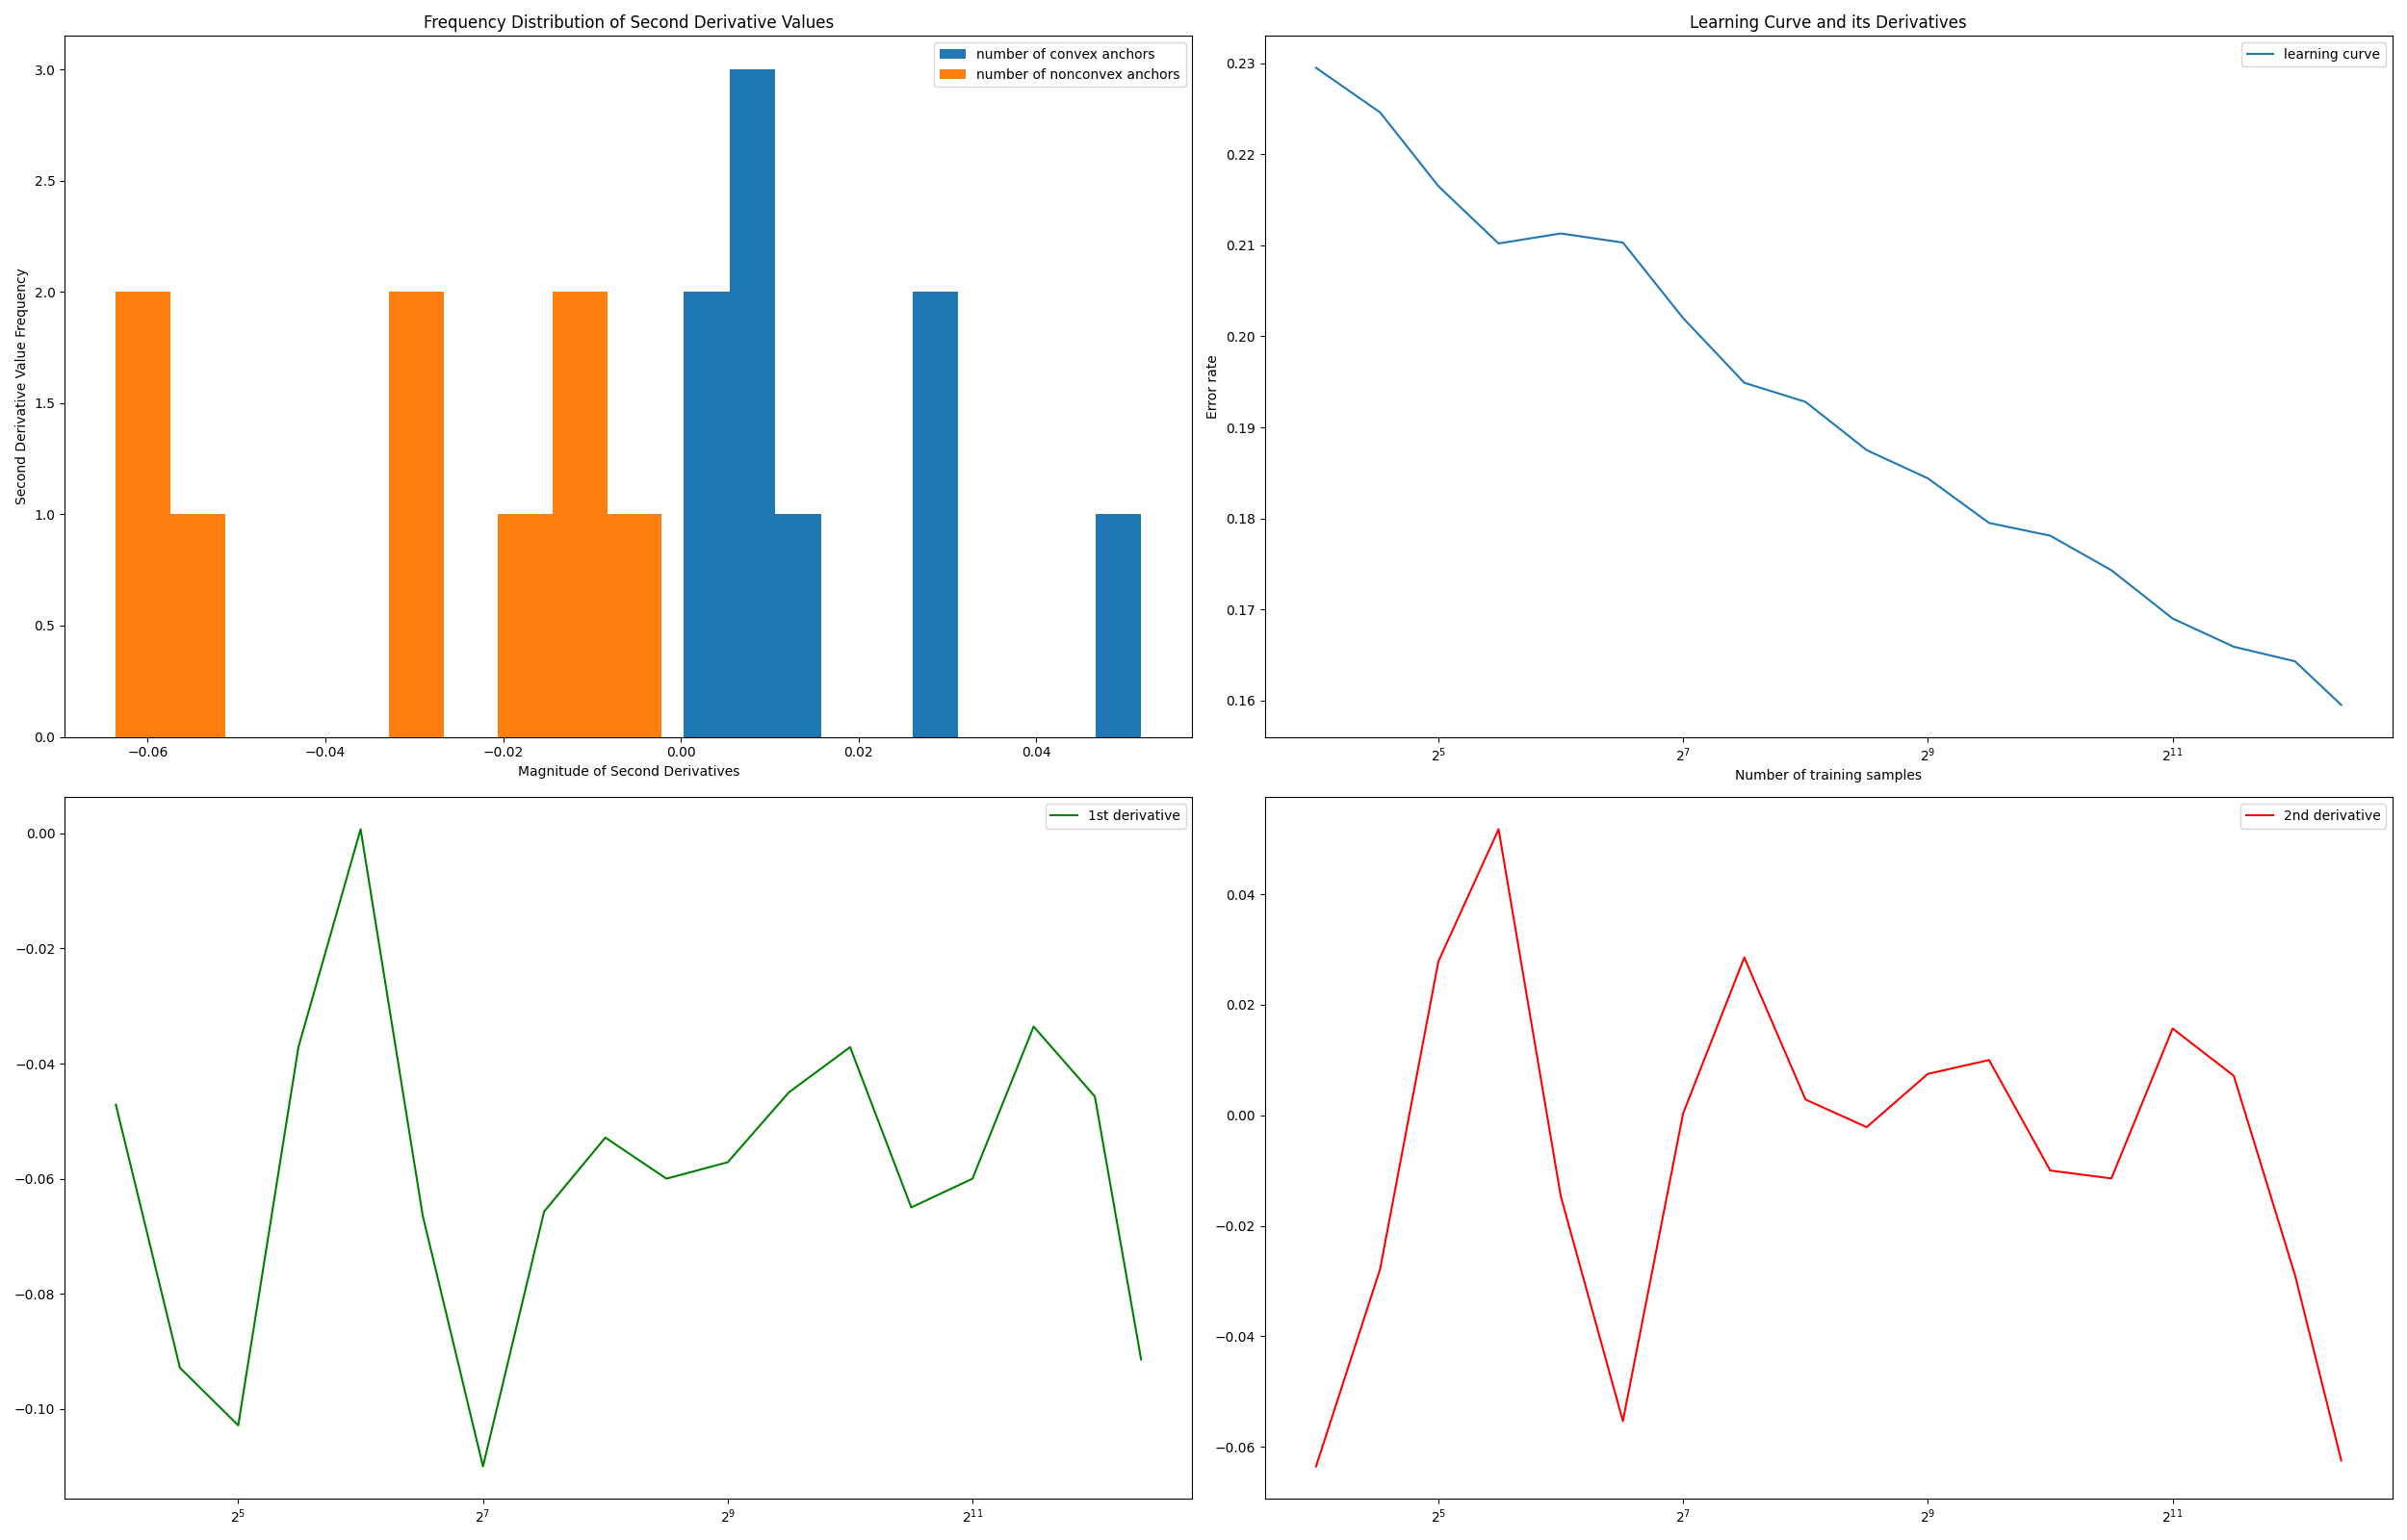 Frequency Distribution of Second Derivative Values
number of convex anchors
number of nonconvex anchors
Second Derivative Value Frequency
3.0
2.5
2.0
1.5
1.0
0.5
0.0
−0.06 −0.04 −0.02 0.00 0.02 0.04
Magnitude of Second Derivatives
Learning Curve and its Derivatives
learning curve
Error rate
0.23
0.22
0.21
0.20
0.19
0.18
0.17
0.16
2⁵ 2⁷ 2⁹ 2¹¹
Number of training samples
1st derivative
0.00
−0.02
−0.04
−0.06
−0.08
−0.10
2⁵ 2⁷ 2⁹ 2¹¹
2nd derivative
0.04
0.02
0.00
−0.02
−0.04
−0.06
2⁵ 2⁷ 2⁹ 2¹¹